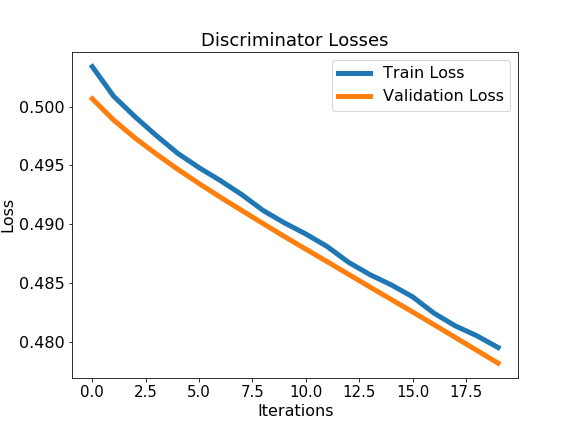 Discriminator Losses
Train Loss
Validation Loss
0.500
0.495
0.490
0.485
0.480
Loss
0.0 2.5 5.0 7.5 10.0 12.5 15.0 17.5
Iterations